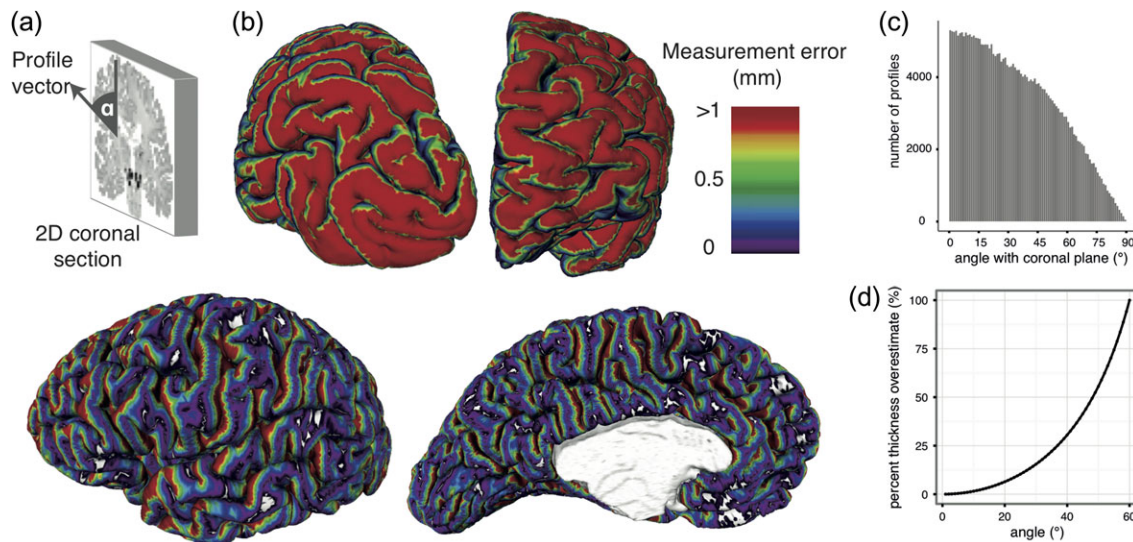 (a)
Profile
vector
α
2D coronal
section
(b)
Measurement error
(mm)
>1
0.5
0
(c)
number of profiles
4000
2000
0
0 15 30 45 60 75 90
angle with coronal plane (°)
(d)
percent thickness overestimate (%)
100
75
50
25
0
0 20 40 60
angle (°)